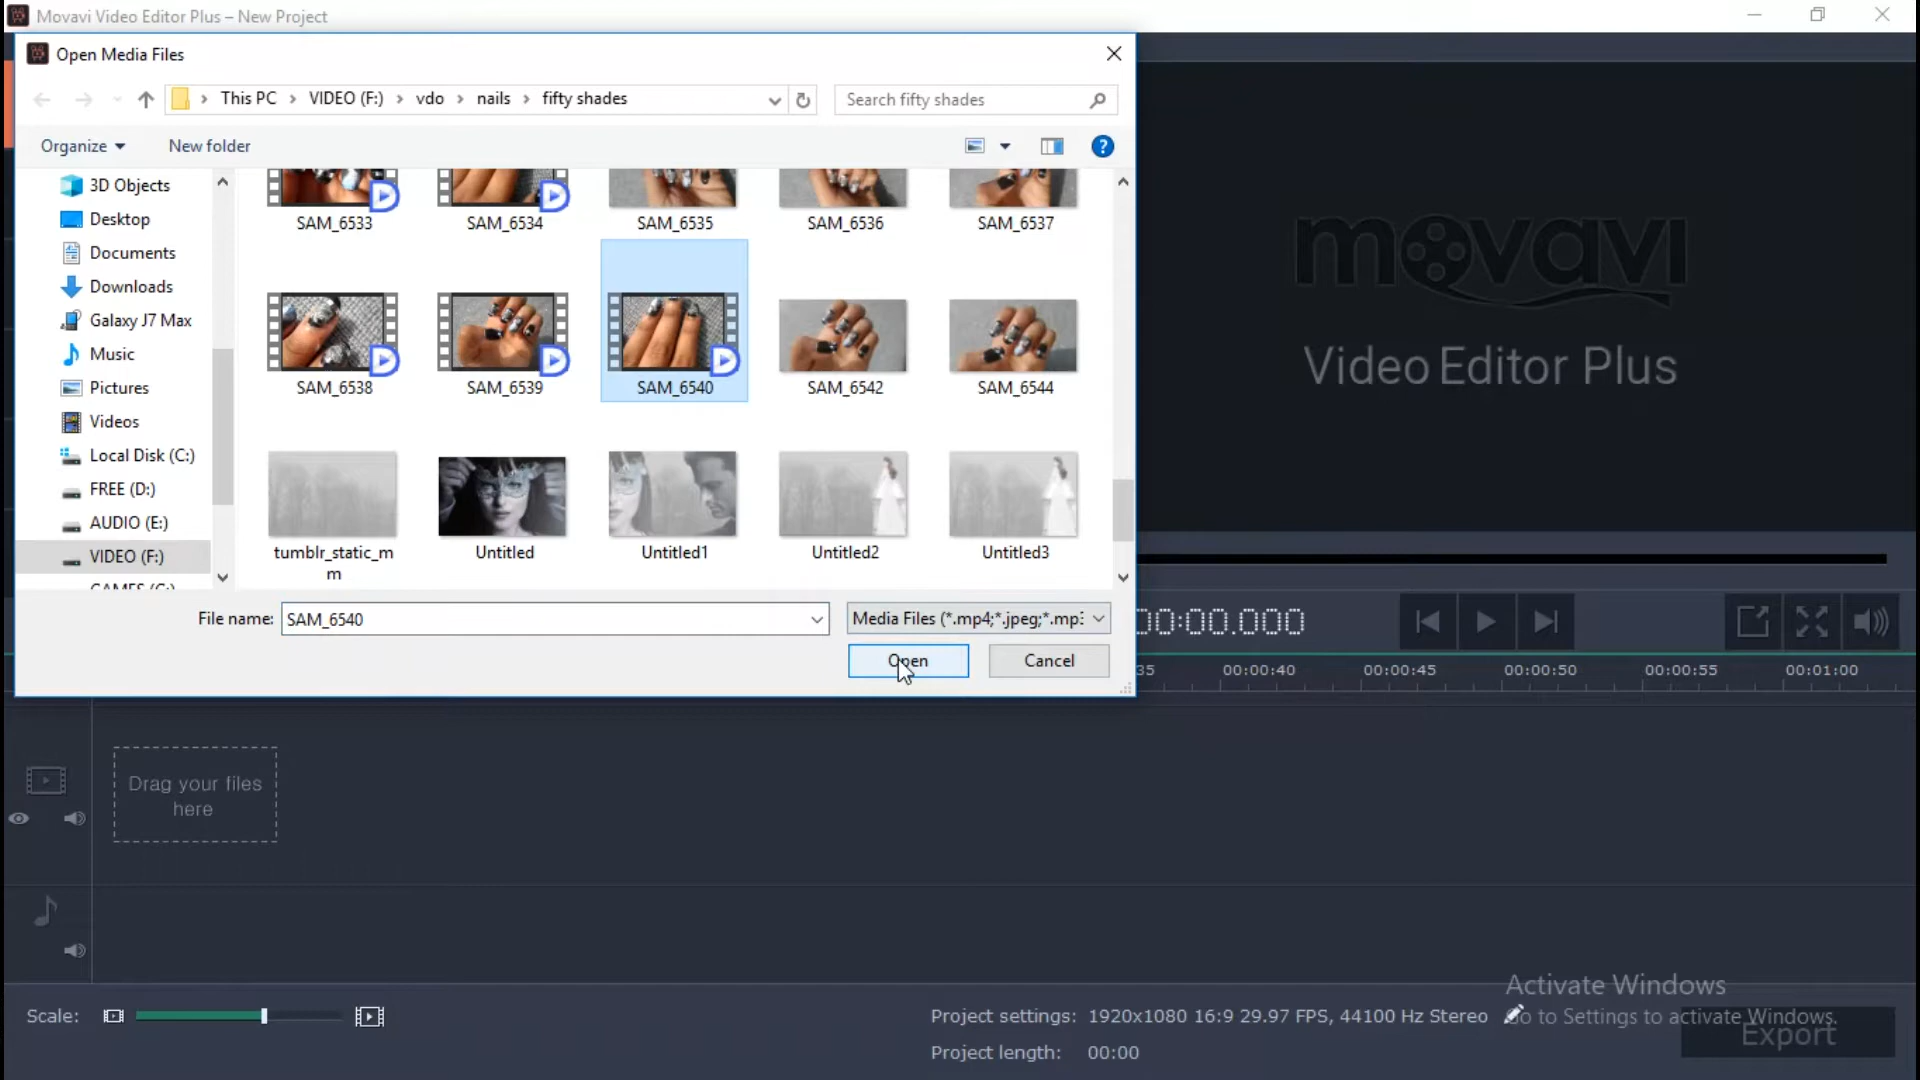 Movavi Video Editor Plus – New Project
Open Media Files
This PC > VIDEO (F:) > vdo > nails > fifty shades
Search fifty shades
Organize
New folder
3D Objects
Desktop
Documents
Downloads
Galaxy J7 Max
Music
Pictures
Videos
Local Disk (C:)
FREE (D:)
AUDIO (E:)
VIDEO (F:)
SAM_6533
SAM_6534
SAM_6535
SAM_6536
SAM_6537
SAM_6538
SAM_6539
SAM_6540
SAM_6542
SAM_6544
tumblr_static_m
m
Untitled
Untitled1
Untitled2
Untitled3
File name: SAM_6540
Media Files (*.mp4;*.jpeg;*.mp3
Open
Cancel
movavi
Video Editor Plus
00:00.000
35 00:00:40 00:00:45 00:00:50 00:00:55 00:01:00
Drag your files
here
Scale:
Project settings: 1920x1080 16:9 29.97 FPS, 44100 Hz Stereo
Project length: 00:00
Activate Windows
Go to Settings to activate Windows.
Export